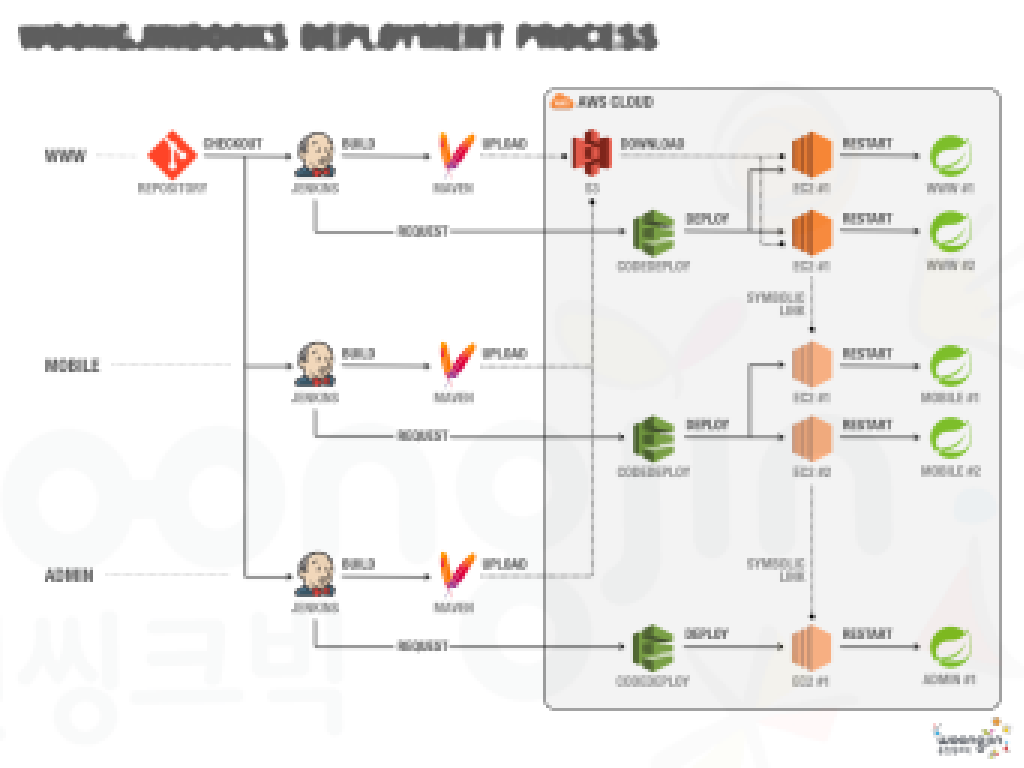 WOONGJINBOOKS DEPLOYMENT PROCESS
AWS CLOUD
WWW
CHECKOUT
BUILD
UPLOAD
DOWNLOAD
RESTART
REPOSITORY
JENKINS
MAVEN
S3
EC2 #1
WWW #1
REQUEST
DEPLOY
RESTART
CODEDEPLOY
EC2 #1
WWW #2
SYMBOLIC
LINK
MOBILE
BUILD
UPLOAD
RESTART
JENKINS
MAVEN
EC2 #1
MOBILE #1
REQUEST
DEPLOY
RESTART
CODEDEPLOY
EC2 #2
MOBILE #2
SYMBOLIC
LINK
ADMIN
BUILD
UPLOAD
JENKINS
MAVEN
REQUEST
DEPLOY
RESTART
CODEDEPLOY
EC2 #1
ADMIN #1
woongjin
oongjin
씽크빅